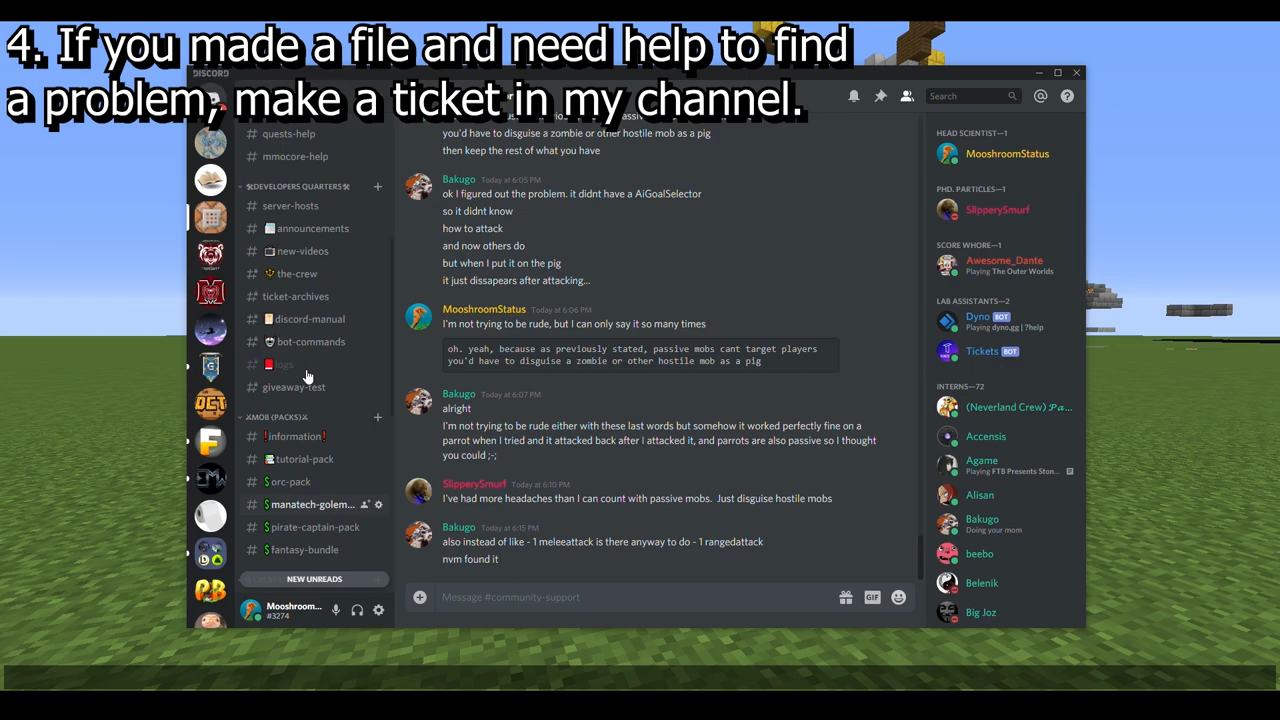 4. If you made a file and need help to find
a problem, make a ticket in my channel.
DISCORD
Search
quests-help
mmocore-help
DEVELOPERS QUARTERS
server-hosts
announcements
new-videos
the-crew
ticket-archives
discord-manual
bot-commands
logs
giveaway-test
MOB (PACKS)
information
tutorial-pack
$orc-pack
$manatech-golem...
$pirate-captain-pack
$fantasy-bundle
NEW UNREADS
Mooshroom...
#3274
you'd have to disguise a zombie or other hostile mob as a pig
then keep the rest of what you have
Bakugo Today at 6:05 PM
ok I figured out the problem. it didnt have a AiGoalSelector
so it didnt know
how to attack
and now others do
but when I put it on the pig
it just dissapears after attacking...
MooshroomStatus Today at 6:06 PM
I'm not trying to be rude, but I can only say it so many times
oh. yeah, because as previously stated, passive mobs cant target players
you'd have to disguise a zombie or other hostile mob as a pig
Bakugo Today at 6:07 PM
alright
I'm not trying to be rude either with these last words but somehow it worked perfectly fine on a
parrot when I tried and it attacked back after I attacked it, and parrots are also passive so I thought
you could ;-;
SlipperySmurf Today at 6:10 PM
I've had more headaches than I can count with passive mobs. Just disguise hostile mobs
Bakugo Today at 6:15 PM
also instead of like - 1 meleeattack is there anyway to do - 1 rangedattack
nvm found it
Message #community-support
GIF
HEAD SCIENTIST—1
MooshroomStatus
PHD. PARTICLES—1
SlipperySmurf
SCORE WHORE—1
Awesome_Dante
Playing The Outer Worlds
LAB ASSISTANTS—2
Dyno BOT
Playing dyno.gg | ?help
Tickets BOT
INTERNS—72
(Neverland Crew) 𝓟𝓪...
Accensis
Agame
Playing FTB Presents Ston...
Alisan
Bakugo
Doing your mom
beebo
Belenik
Big Joz